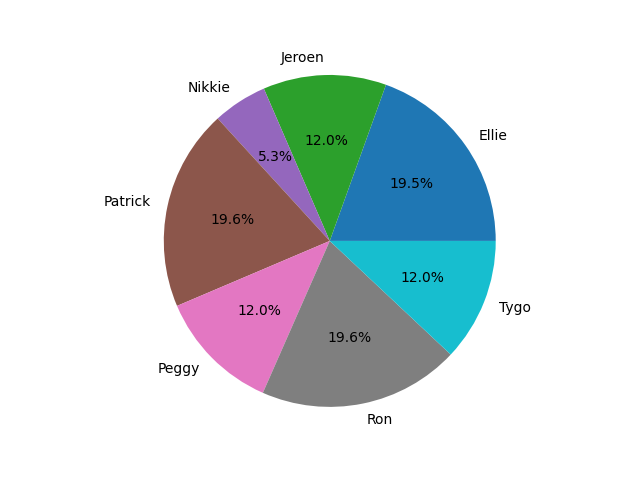 Jeroen
Nikkie
Ellie
12.0%
5.3%
19.5%
Patrick
19.6%
12.0%
Tygo
12.0%
19.6%
Peggy
Ron